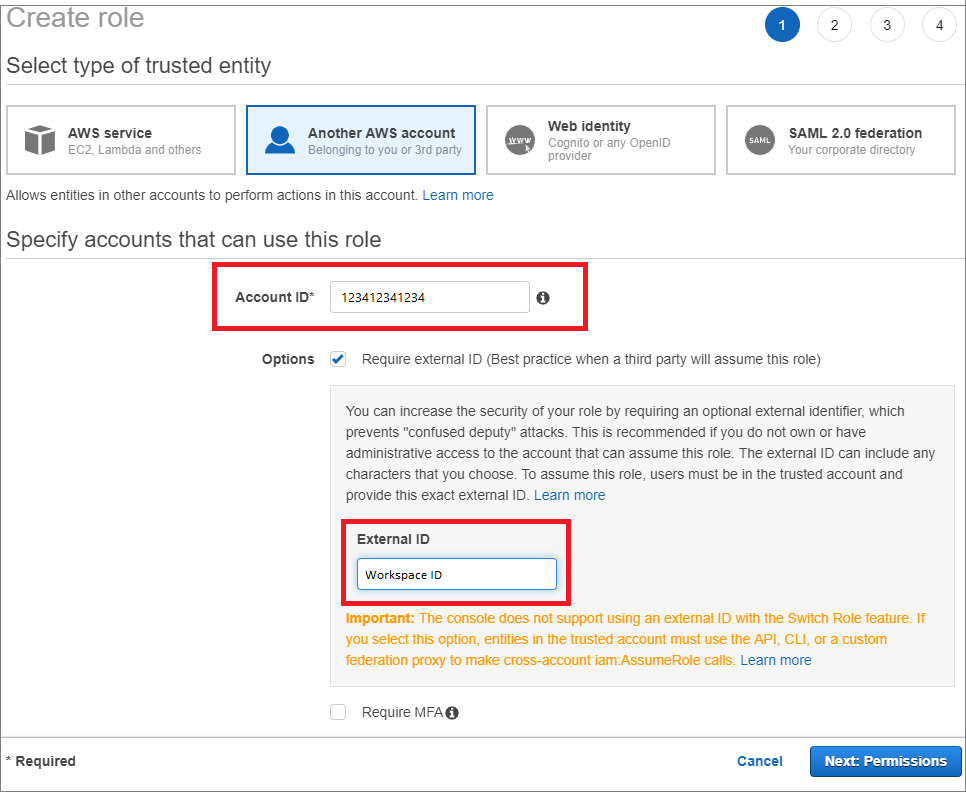 Create role
1 2 3 4
Select type of trusted entity
AWS service
EC2, Lambda and others
Another AWS account
Belonging to you or 3rd party
WWW
Web identity
Cognito or any OpenID
provider
SAML
SAML 2.0 federation
Your corporate directory
Allows entities in other accounts to perform actions in this account. Learn more
Specify accounts that can use this role
Account ID* 123412341234
Options Require external ID (Best practice when a third party will assume this role)
You can increase the security of your role by requiring an optional external identifier, which
prevents "confused deputy" attacks. This is recommended if you do not own or have
administrative access to the account that can assume this role. The external ID can include any
characters that you choose. To assume this role, users must be in the trusted account and
provide this exact external ID. Learn more
External ID
Workspace ID
Important: The console does not support using an external ID with the Switch Role feature. If
you select this option, entities in the trusted account must use the API, CLI, or a custom
federation proxy to make cross-account iam:AssumeRole calls. Learn more
Require MFA
* Required Cancel Next: Permissions